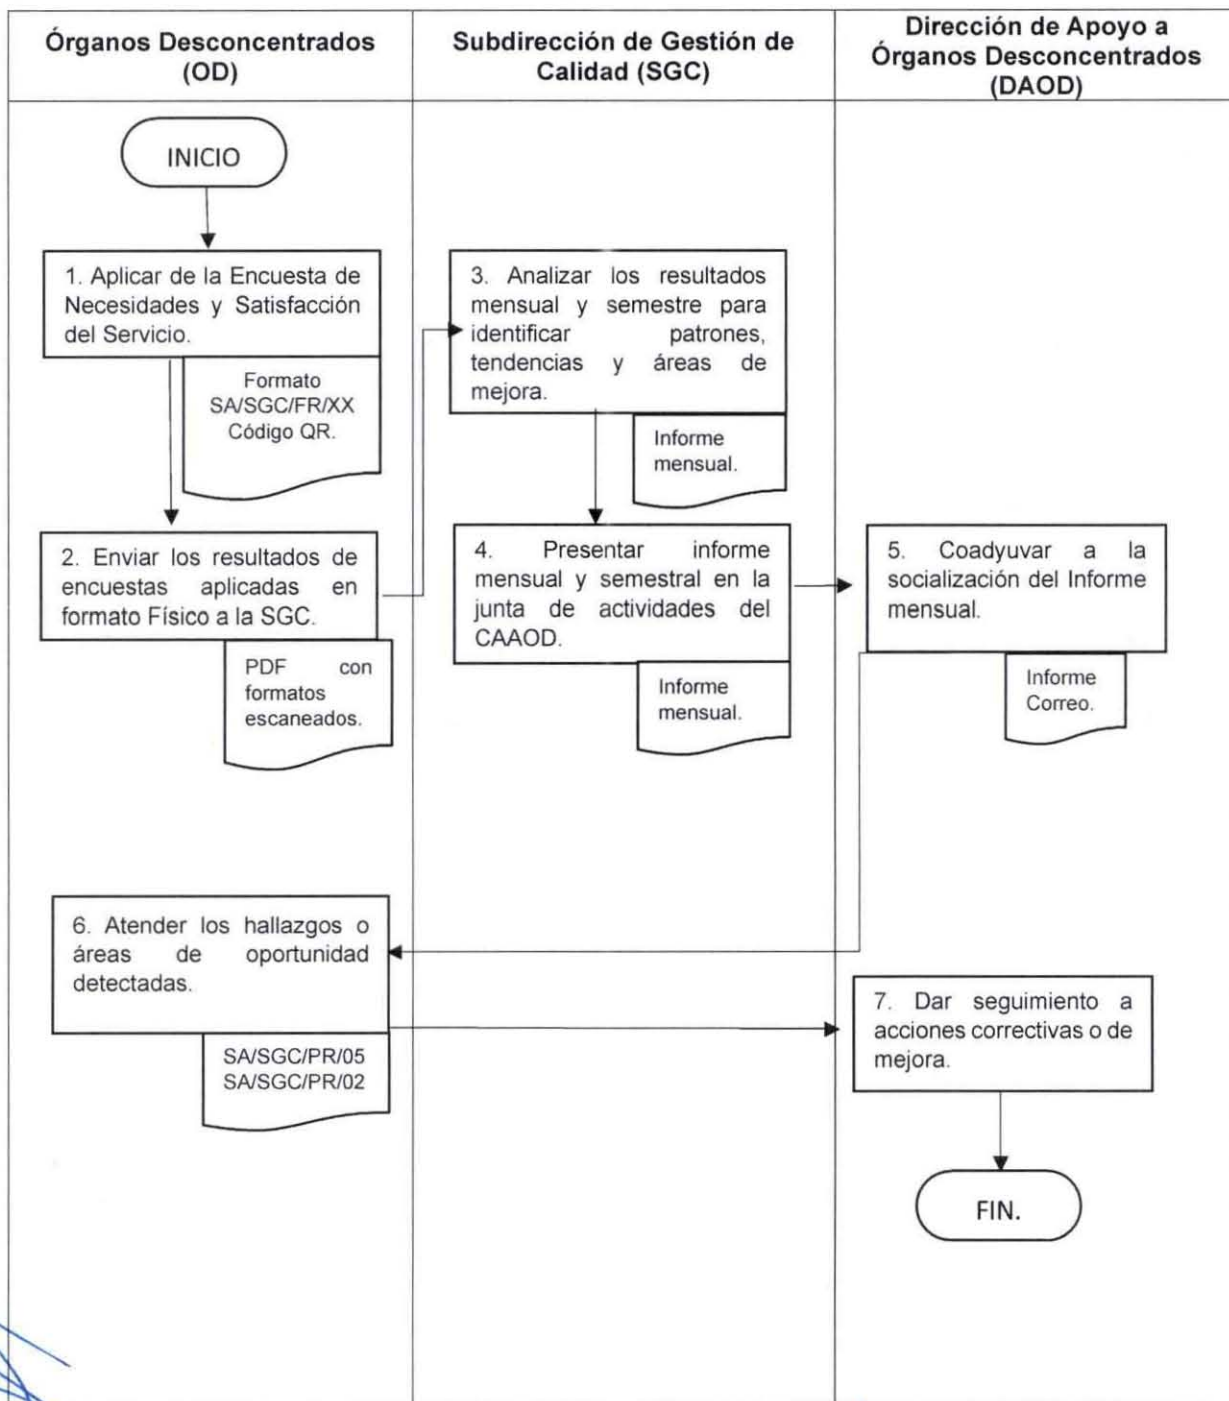 Órganos Desconcentrados
(OD)
Subdirección de Gestión de
Calidad (SGC)
Dirección de Apoyo a
Órganos Desconcentrados
(DAOD)
INICIO
1. Aplicar de la Encuesta de
Necesidades y Satisfacción
del Servicio.
Formato
SA/SGC/FR/XX
Código QR.
2. Enviar los resultados de
encuestas aplicadas en
formato Físico a la SGC.
PDF con
formatos
escaneados.
3. Analizar los resultados
mensual y semestre para
identificar patrones,
tendencias y áreas de
mejora.
Informe
mensual.
4. Presentar informe
mensual y semestral en la
junta de actividades del
CAAOD.
Informe
mensual.
5. Coadyuvar a la
socialización del Informe
mensual.
Informe
Correo.
6. Atender los hallazgos o
áreas de oportunidad
detectadas.
SA/SGC/PR/05
SA/SGC/PR/02
7. Dar seguimiento a
acciones correctivas o de
mejora.
FIN.